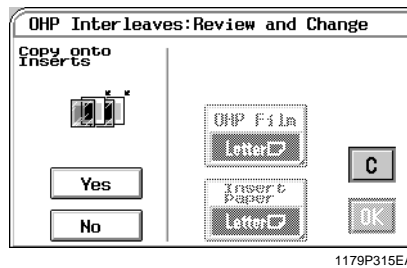 OHP Interleaves:Review and Change
Copy onto
Inserts
Yes
No
OHP Film
Letter
Insert
Paper
Letter
C
OK
1179P315EA